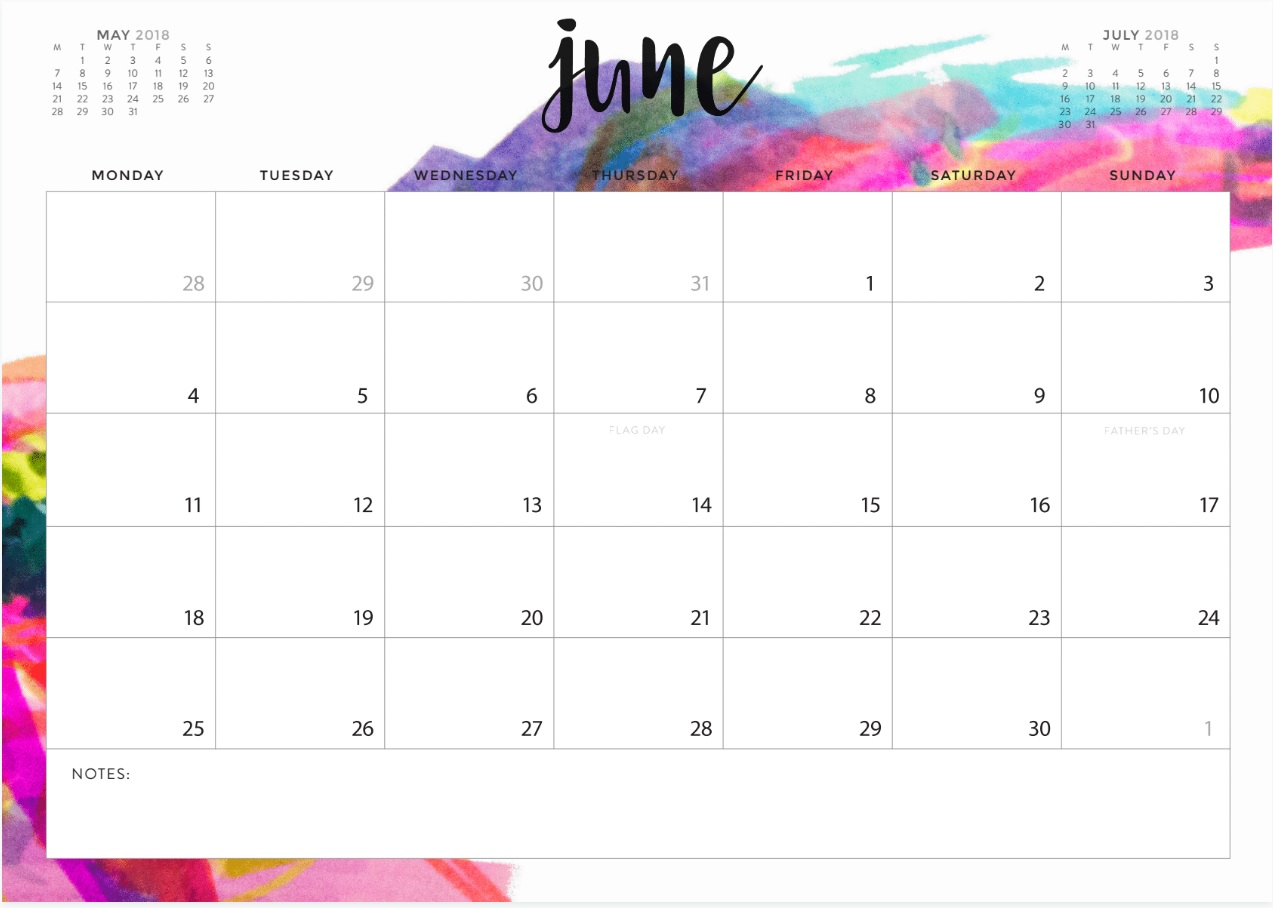 june
MAY 2018
M T W T F S S
1 2 3 4 5 6
7 8 9 10 11 12 13
14 15 16 17 18 19 20
21 22 23 24 25 26 27
28 29 30 31
JULY 2018
M T W T F S S
1
2 3 4 5 6 7 8
9 10 11 12 13 14 15
16 17 18 19 20 21 22
23 24 25 26 27 28 29
30 31
MONDAY TUESDAY WEDNESDAY THURSDAY FRIDAY SATURDAY SUNDAY
28 29 30 31 1 2 3
4 5 6 7 8 9 10
FLAG DAY FATHER'S DAY
11 12 13 14 15 16 17
18 19 20 21 22 23 24
25 26 27 28 29 30 1
NOTES: